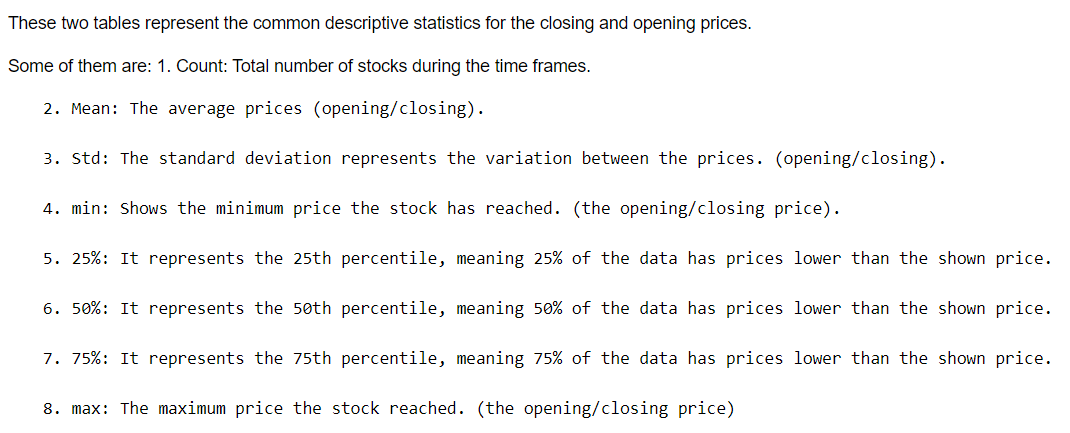 These two tables represent the common descriptive statistics for the closing and opening prices.
Some of them are: 1. Count: Total number of stocks during the time frames.
2. Mean: The average prices (opening/closing).
3. Std: The standard deviation represents the variation between the prices. (opening/closing).
4. min: Shows the minimum price the stock has reached. (the opening/closing price).
5. 25%: It represents the 25th percentile, meaning 25% of the data has prices lower than the shown price.
6. 50%: It represents the 50th percentile, meaning 50% of the data has prices lower than the shown price.
7. 75%: It represents the 75th percentile, meaning 75% of the data has prices lower than the shown price.
8. max: The maximum price the stock reached. (the opening/closing price)